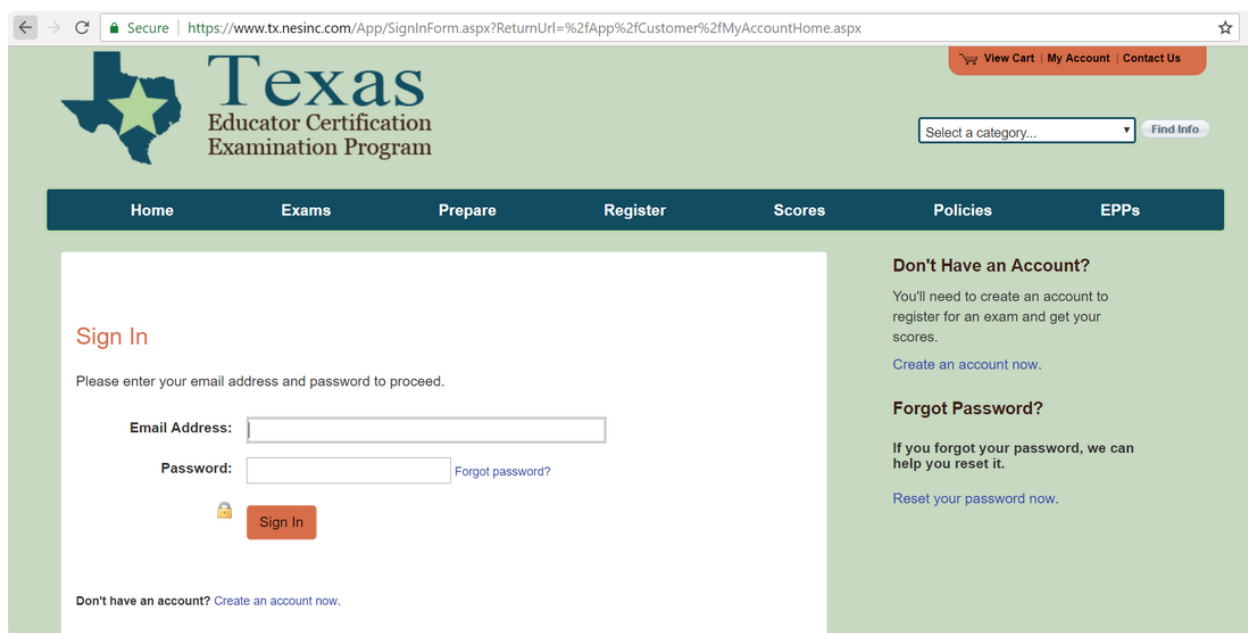 Secure | https://www.tx.nesinc.com/App/SignInForm.aspx?ReturnUrl=%2fApp%2fCustomer%2fMyAccountHome.aspx
Texas
Educator Certification
Examination Program
View Cart | My Account | Contact Us
Select a category... Find Info
Home Exams Prepare Register Scores Policies EPPs
Sign In
Please enter your email address and password to proceed.
Email Address:
Password: Forgot password?
Sign In
Don't have an account? Create an account now.
Don't Have an Account?
You'll need to create an account to
register for an exam and get your
scores.
Create an account now.
Forgot Password?
If you forgot your password, we can
help you reset it.
Reset your password now.